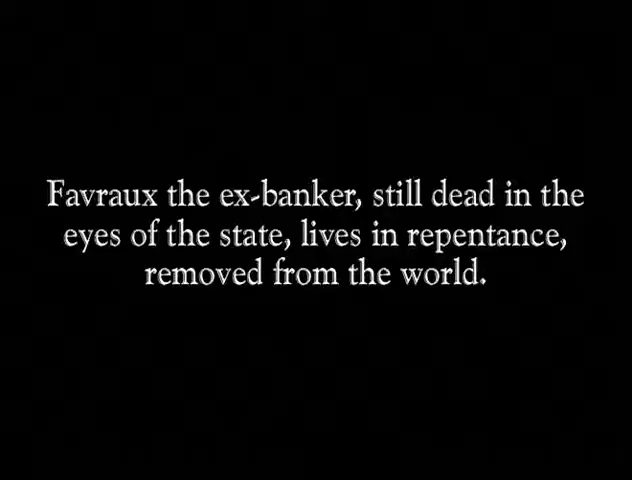 Favraux the ex-banker, still dead in the
eyes of the state, lives in repentance,
removed from the world.